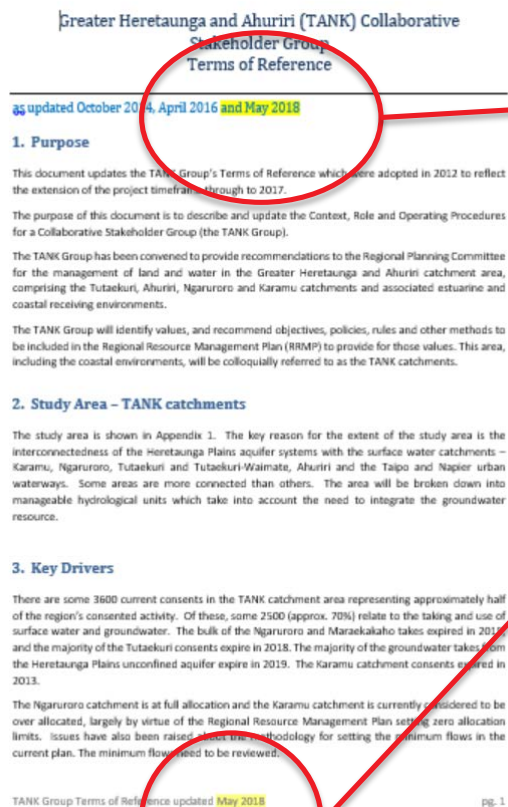 Greater Heretaunga and Ahuriri (TANK) Collaborative
Stakeholder Group
Terms of Reference
as updated October 2014, April 2016 and May 2018
1. Purpose
This document updates the TANK Group's Terms of Reference which were adopted in 2012 to reflect
the extension of the project timeframe through to 2017.
The purpose of this document is to describe and update the Context, Role and Operating Procedures
for a Collaborative Stakeholder Group (the TANK Group).
The TANK Group has been convened to provide recommendations to the Regional Planning Committee
for the management of land and water in the Greater Heretaunga and Ahuriri catchment area,
comprising the Tutaekuri, Ahuriri, Ngaruroro and Karamu catchments and associated estuarine and
coastal receiving environments.
The TANK Group will identify values, and recommend objectives, policies, rules and other methods to
be included in the Regional Resource Management Plan (RRMP) to provide for those values. This area,
including the coastal environments, will be colloquially referred to as the TANK catchments.
2. Study Area – TANK catchments
The study area is shown in Appendix 1. The key reason for the extent of the study area is the
interconnectedness of the Heretaunga Plains aquifer systems with the surface water catchments –
Karamu, Ngaruroro, Tutaekuri and Tutaekuri-Waimate, Ahuriri and the Taipo and Napier urban
waterways. Some areas are more connected than others. The area will be broken down into
manageable hydrological units which take into account the need to integrate the groundwater
resource.
3. Key Drivers
There are some 3600 current consents in the TANK catchment area representing approximately half
of the region's consented activity. Of these, some 2500 (approx. 70%) relate to the taking and use of
surface water and groundwater. The bulk of the Ngaruroro and Maraekakaho takes expired in
and the majority of the Tutaekuri consents expire in 2018. The majority of the groundwater takes from
the Heretaunga Plains unconfined aquifer expire in 2019. The Karamu catchment consents expired in
2013.
The Ngaruroro catchment is at full allocation and the Karamu catchment is currently considered to be
over allocated, largely by virtue of the Regional Resource Management Plan setting zero allocation
limits. Issues have also been raised about the methodology for setting the minimum flows in the
current plan. The minimum flows need to be reviewed.
TANK Group Terms of Reference updated May 2018 pg. 1